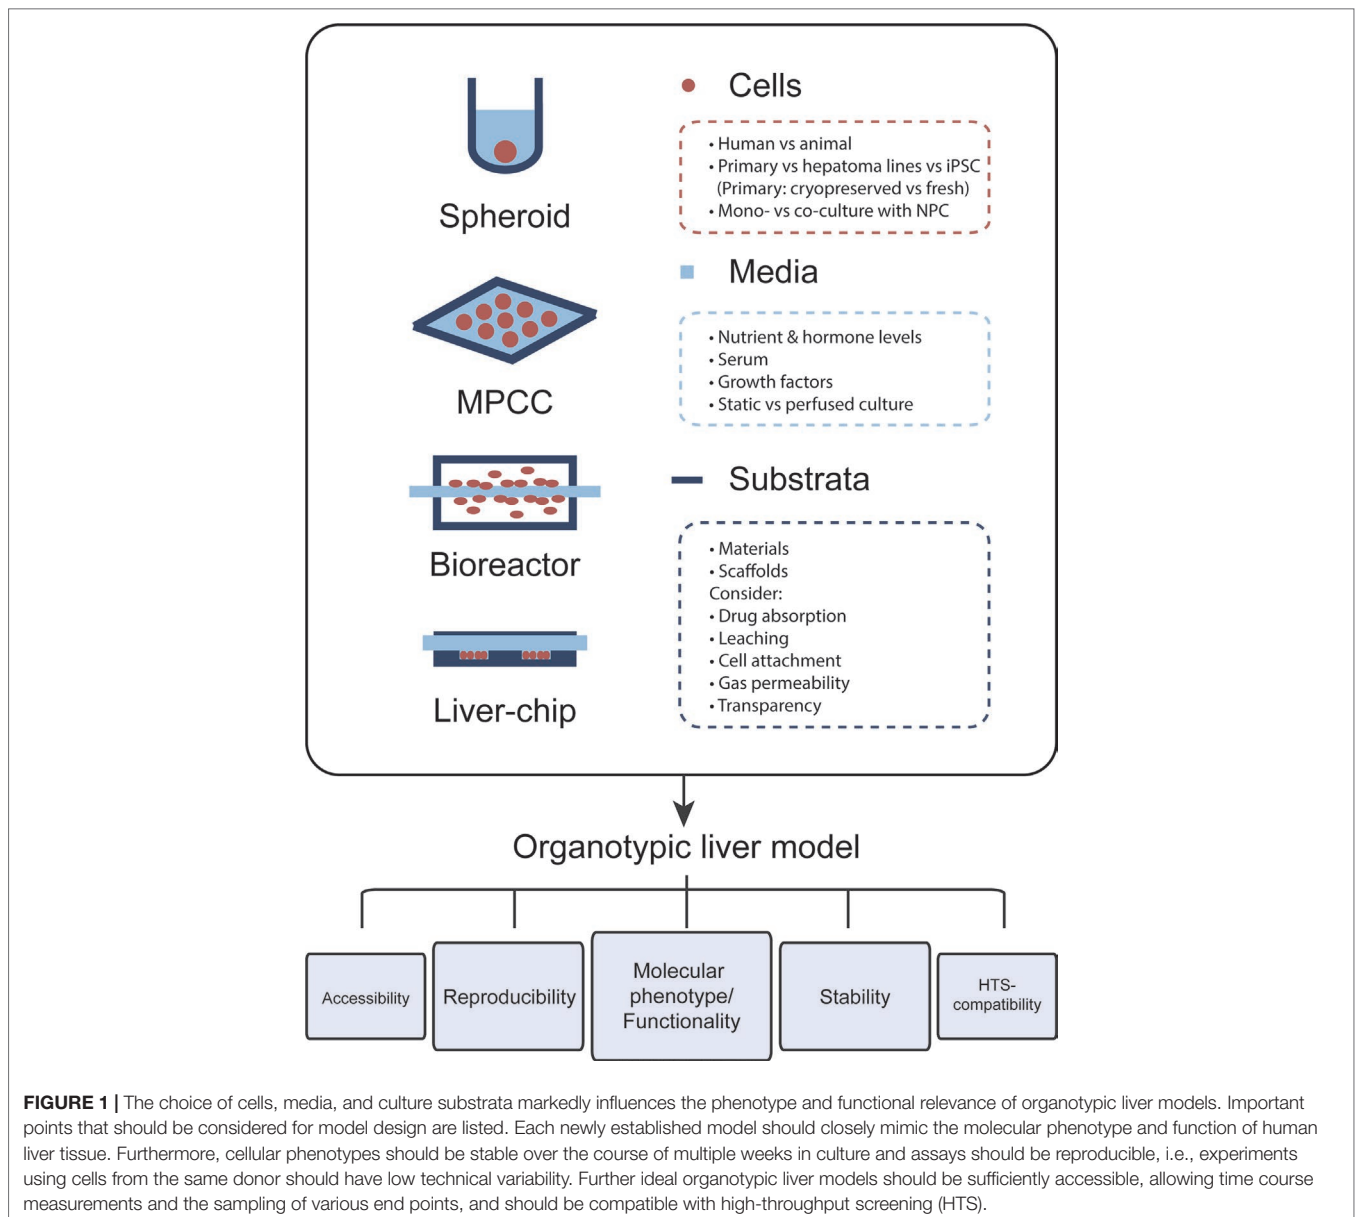 Spheroid
MPCC
Bioreactor
Liver-chip
Cells
• Human vs animal
• Primary vs hepatoma lines vs iPSC
(Primary: cryopreserved vs fresh)
• Mono- vs co-culture with NPC
Media
• Nutrient & hormone levels
• Serum
• Growth factors
• Static vs perfused culture
Substrata
• Materials
• Scaffolds
Consider:
• Drug absorption
• Leaching
• Cell attachment
• Gas permeability
• Transparency
Organotypic liver model
Accessibility
Reproducibility
Molecular
phenotype/
Functionality
Stability
HTS-
compatibility
FIGURE 1 | The choice of cells, media, and culture substrata markedly influences the phenotype and functional relevance of organotypic liver models. Important
points that should be considered for model design are listed. Each newly established model should closely mimic the molecular phenotype and function of human
liver tissue. Furthermore, cellular phenotypes should be stable over the course of multiple weeks in culture and assays should be reproducible, i.e., experiments
using cells from the same donor should have low technical variability. Further ideal organotypic liver models should be sufficiently accessible, allowing time course
measurements and the sampling of various end points, and should be compatible with high-throughput screening (HTS).